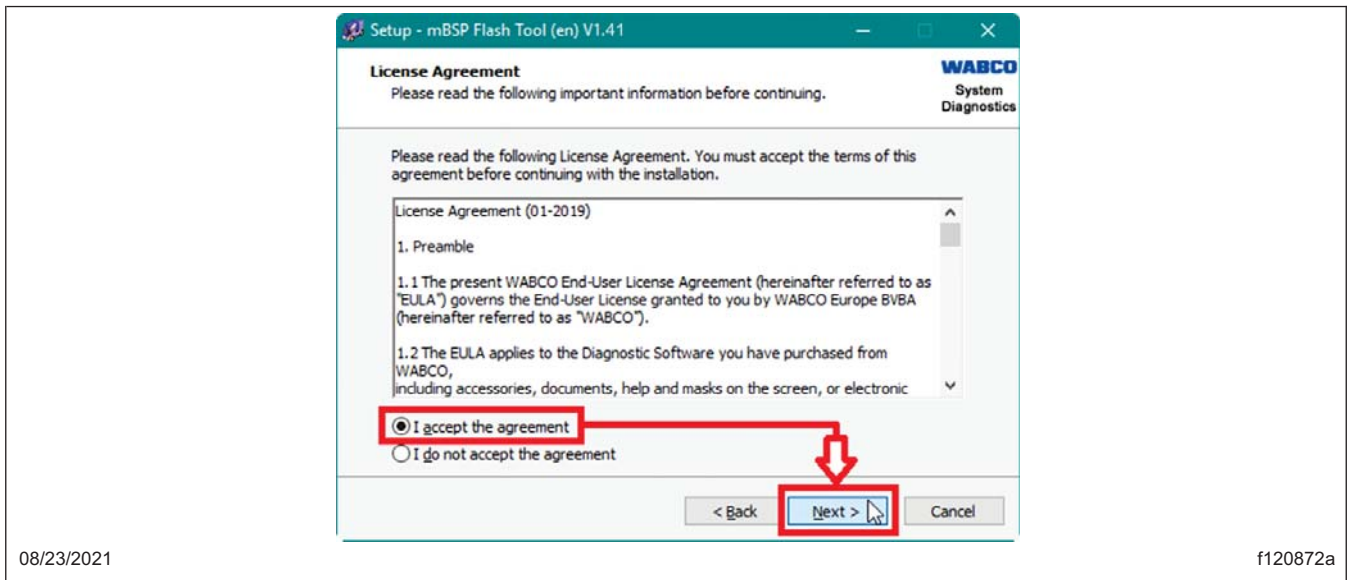 Setup - mBSP Flash Tool (en) V1.41
License Agreement
Please read the following important information before continuing.
WABCO
System
Diagnostics
Please read the following License Agreement. You must accept the terms of this
agreement before continuing with the installation.
License Agreement (01-2019)
1. Preamble
1.1 The present WABCO End-User License Agreement (hereinafter referred to as
"EULA") governs the End-User License granted to you by WABCO Europe BVBA
(hereinafter referred to as "WABCO").
1.2 The EULA applies to the Diagnostic Software you have purchased from
WABCO,
including accessories, documents, help and masks on the screen, or electronic
I accept the agreement
I do not accept the agreement
< Back
Next >
Cancel
08/23/2021
f120872a